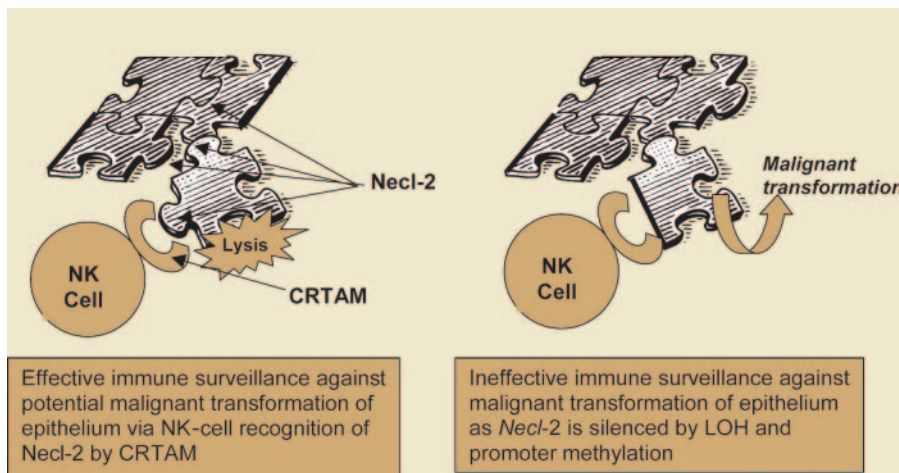 Necl-2
Lysis
NK
Cell
CRTAM
Effective immune surveillance against
potential malignant transformation of
epithelium via NK-cell recognition of
Necl-2 by CRTAM
Malignant
transformation
NK
Cell
Ineffective immune surveillance against
malignant transformation of epithelium
as Necl-2 is silenced by LOH and
promoter methylation